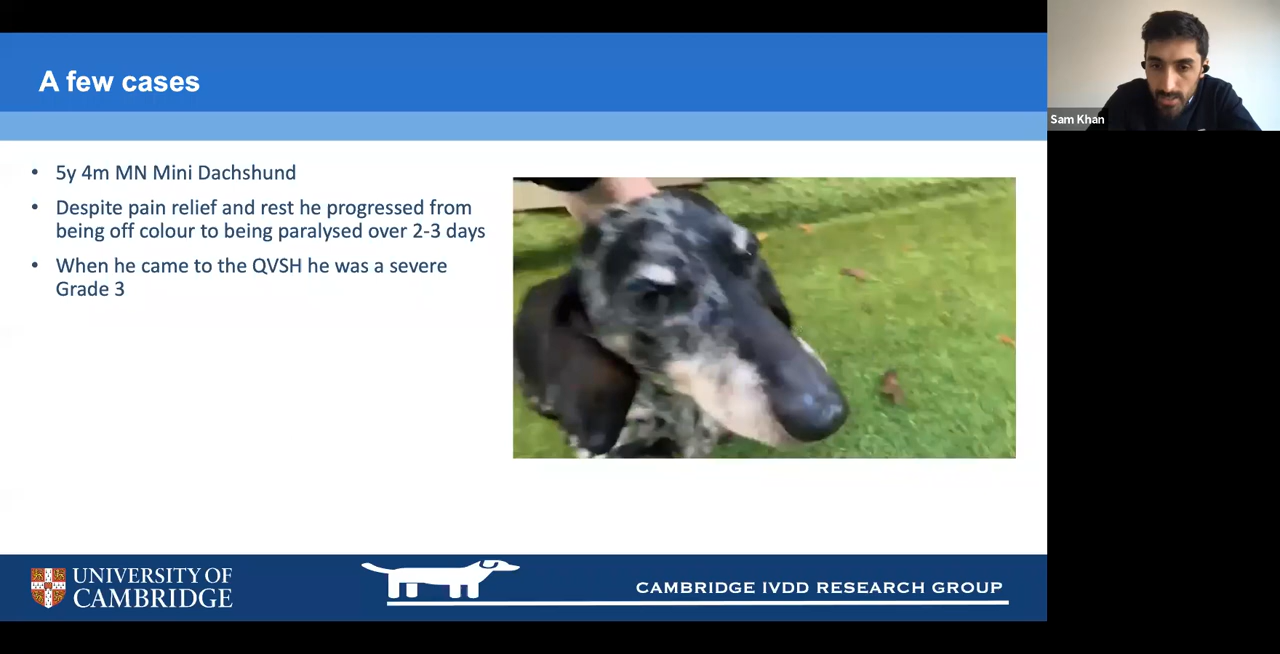 A few cases
Sam Khan
• 5y 4m MN Mini Dachshund
• Despite pain relief and rest he progressed from
being off colour to being paralysed over 2-3 days
• When he came to the QVSH he was a severe
Grade 3
UNIVERSITY OF
CAMBRIDGE
CAMBRIDGE IVDD RESEARCH GROUP